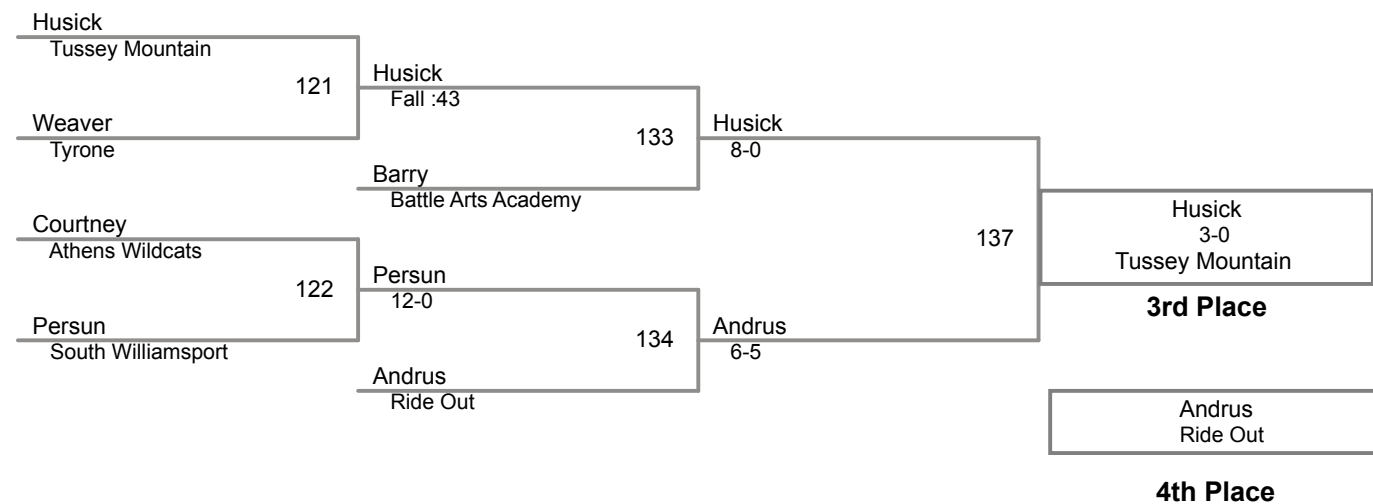 Husick
Tussey Mountain
121
Husick
Fall :43
Weaver
Tyrone
133
Husick
8-0
Barry
Battle Arts Academy
Courtney
Athens Wildcats
137
Husick
3-0
Tussey Mountain
3rd Place
122
Persun
12-0
Persun
South Williamsport
134
Andrus
6-5
Andrus
Ride Out
Andrus
Ride Out
4th Place